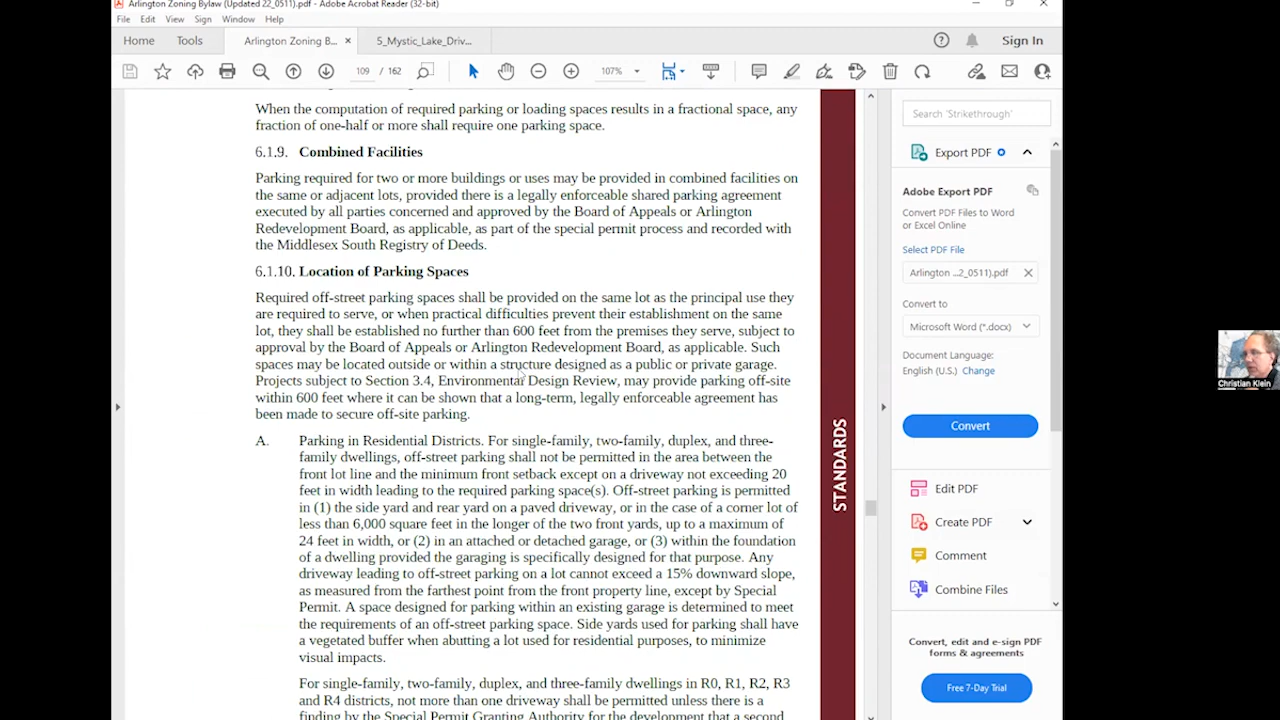 Arlington Zoning Bylaw (Updated 22_0511).pdf - Adobe Acrobat Reader (32-bit)
File Edit View Sign Window Help
Home Tools Arlington Zoning B... × 5_Mystic_Lake_Driv... Sign In
109 / 162 107%
When the computation of required parking or loading spaces results in a fractional space, any
fraction of one-half or more shall require one parking space.
6.1.9. Combined Facilities
Parking required for two or more buildings or uses may be provided in combined facilities on
the same or adjacent lots, provided there is a legally enforceable shared parking agreement
executed by all parties concerned and approved by the Board of Appeals or Arlington
Redevelopment Board, as applicable, as part of the special permit process and recorded with
the Middlesex South Registry of Deeds.
6.1.10. Location of Parking Spaces
Required off-street parking spaces shall be provided on the same lot as the principal use they
are required to serve, or when practical difficulties prevent their establishment on the same
lot, they shall be established no further than 600 feet from the premises they serve, subject to
approval by the Board of Appeals or Arlington Redevelopment Board, as applicable. Such
spaces may be located outside or within a structure designed as a public or private garage.
Projects subject to Section 3.4, Environmental Design Review, may provide parking off-site
within 600 feet where it can be shown that a long-term, legally enforceable agreement has
been made to secure off-site parking.
A. Parking in Residential Districts. For single-family, two-family, duplex, and three-
family dwellings, off-street parking shall not be permitted in the area between the
front lot line and the minimum front setback except on a driveway not exceeding 20
feet in width leading to the required parking space(s). Off-street parking is permitted
in (1) the side yard and rear yard on a paved driveway, or in the case of a corner lot of
less than 6,000 square feet in the longer of the two front yards, up to a maximum of
24 feet in width, or (2) in an attached or detached garage, or (3) within the foundation
of a dwelling provided the garaging is specifically designed for that purpose. Any
driveway leading to off-street parking on a lot cannot exceed a 15% downward slope,
as measured from the farthest point from the front property line, except by Special
Permit. A space designed for parking within an existing garage is determined to meet
the requirements of an off-street parking space. Side yards used for parking shall have
a vegetated buffer when abutting a lot used for residential purposes, to minimize
visual impacts.
For single-family, two-family, duplex, and three-family dwellings in R0, R1, R2, R3
and R4 districts, not more than one driveway shall be permitted unless there is a
finding by the Special Permit Granting Authority for the development that a second
STANDARDS
Search 'Strikethrough'
Export PDF
Adobe Export PDF
Convert PDF Files to Word
or Excel Online
Select PDF File
Arlington ...2_0511).pdf ×
Convert to
Microsoft Word (*.docx)
Document Language:
English (U.S.) Change
Convert
Edit PDF
Create PDF
Comment
Combine Files
Convert, edit and e-sign PDF
forms & agreements
Free 7-Day Trial
Christian Klein